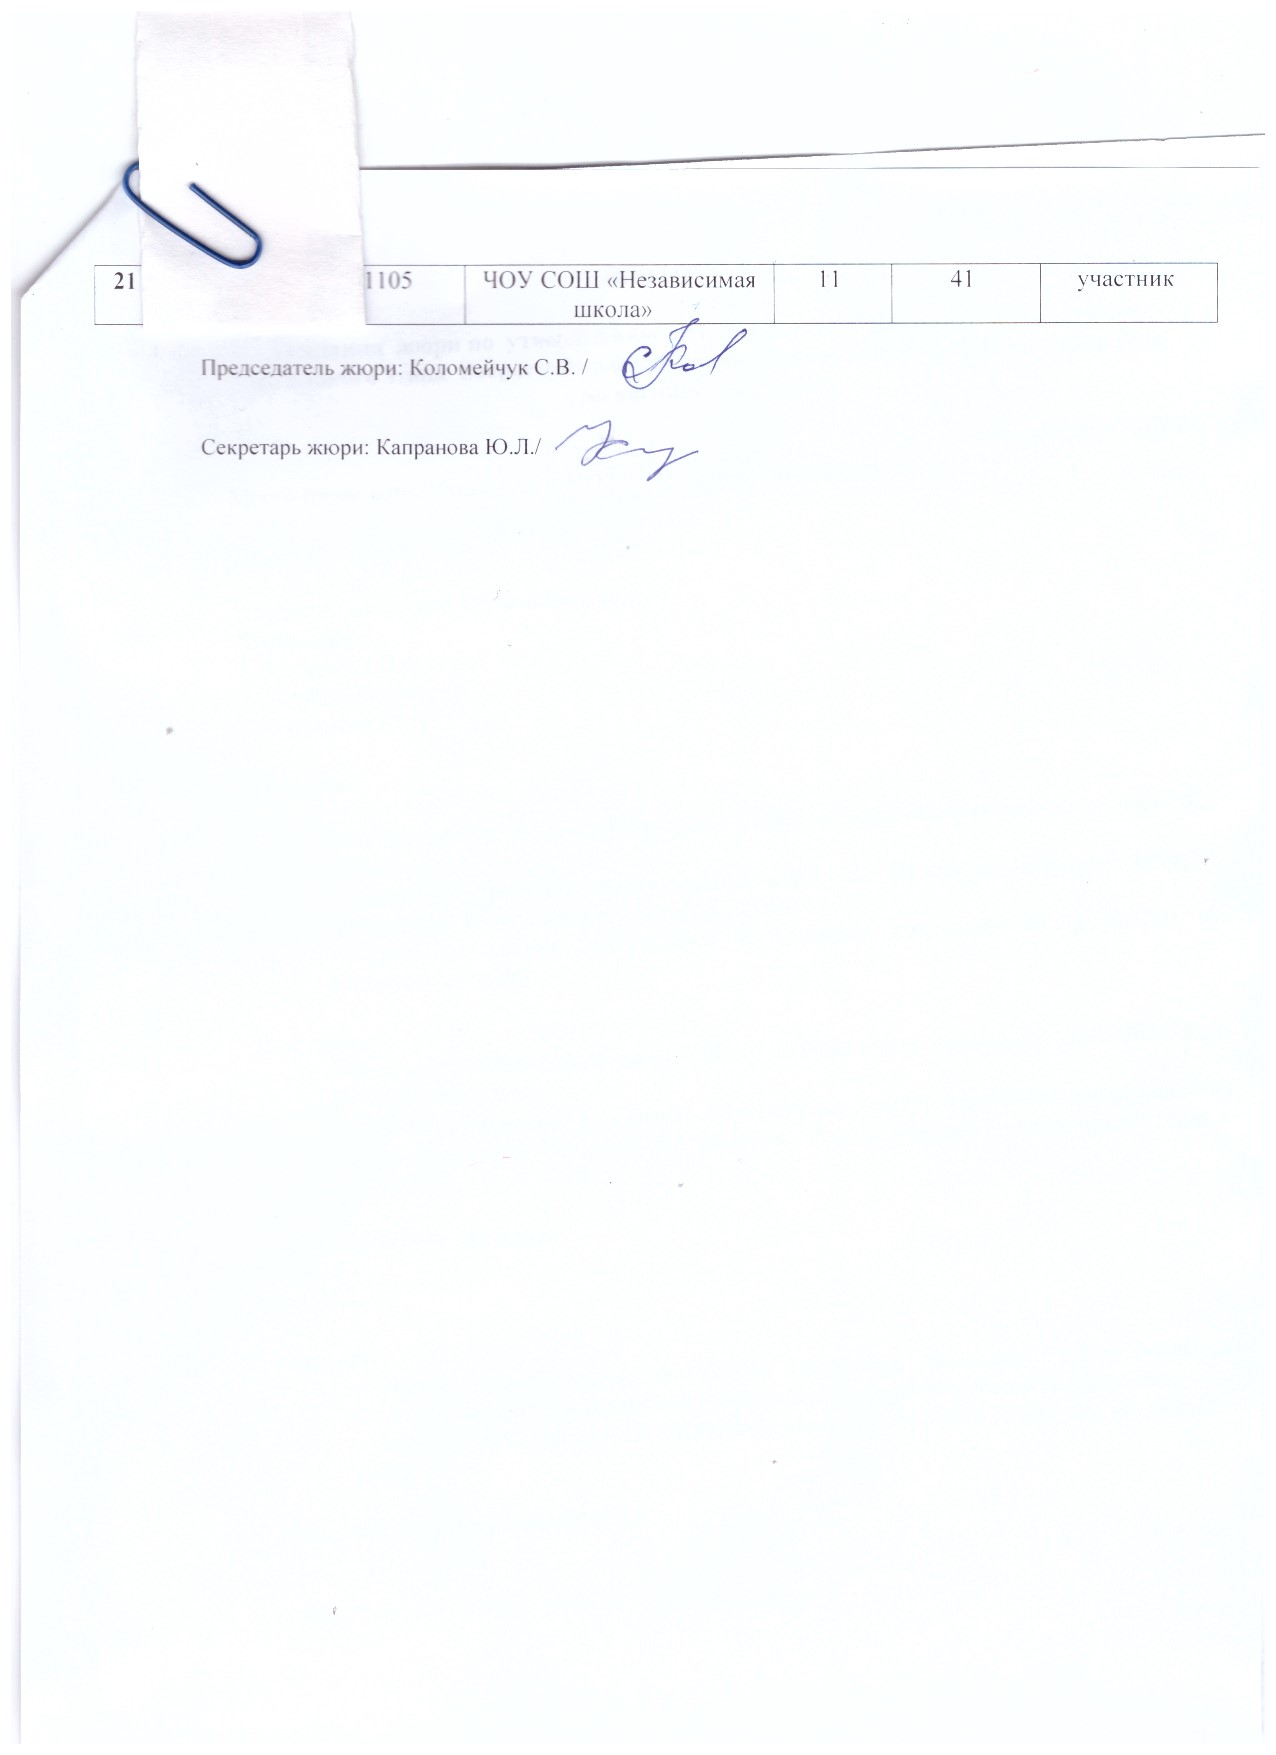 21 1105 ЧОУ СОШ «Независимая 11 41 участник
школа»
Председатель жюри: Коломейчук С.В. /
Секретарь жюри: Капранова Ю.Л./